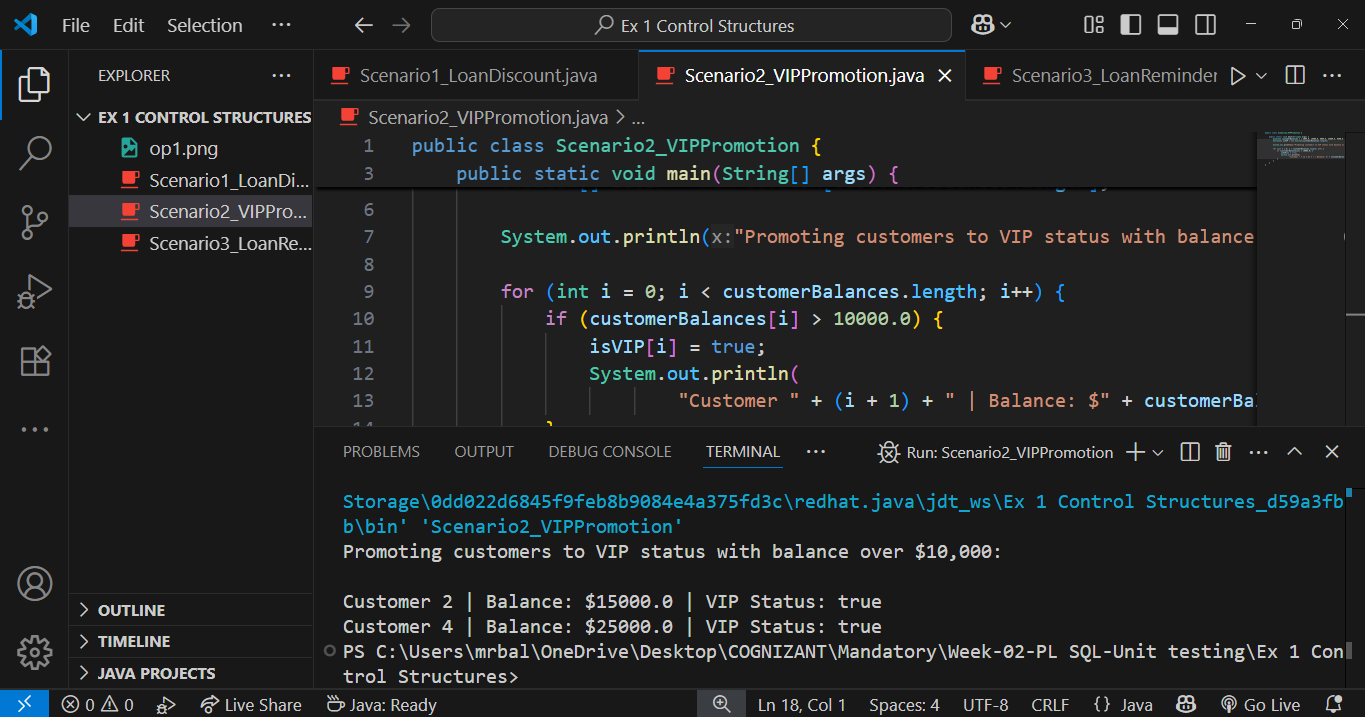 File Edit Selection ···
Ex 1 Control Structures
EXPLORER ···
EX 1 CONTROL STRUCTURES
op1.png
Scenario1_LoanDi...
Scenario2_VIPPro...
Scenario3_LoanRe...
OUTLINE
TIMELINE
JAVA PROJECTS
Scenario1_LoanDiscount.java
Scenario2_VIPPromotion.java
Scenario3_LoanReminder
Scenario2_VIPPromotion.java > ...
1 public class Scenario2_VIPPromotion {
3 public static void main(String[] args) {
6
7 System.out.println(x:"Promoting customers to VIP status with balance
8
9 for (int i = 0; i < customerBalances.length; i++) {
10 if (customerBalances[i] > 10000.0) {
11 isVIP[i] = true;
12 System.out.println(
13 "Customer " + (i + 1) + " | Balance: $" + customerBa
14 }
PROBLEMS OUTPUT DEBUG CONSOLE TERMINAL ···
Run: Scenario2_VIPPromotion
Storage\0dd022d6845f9feb8b9084e4a375fd3c\redhat.java\jdt_ws\Ex 1 Control Structures_d59a3fb
b\bin' 'Scenario2_VIPPromotion'
Promoting customers to VIP status with balance over $10,000:
Customer 2 | Balance: $15000.0 | VIP Status: true
Customer 4 | Balance: $25000.0 | VIP Status: true
PS C:\Users\mrbal\OneDrive\Desktop\COGNIZANT\Mandatory\Week-02-PL SQL-Unit testing\Ex 1 Con
trol Structures>
0 0 Live Share Java: Ready Ln 18, Col 1 Spaces: 4 UTF-8 CRLF {} Java Go Live